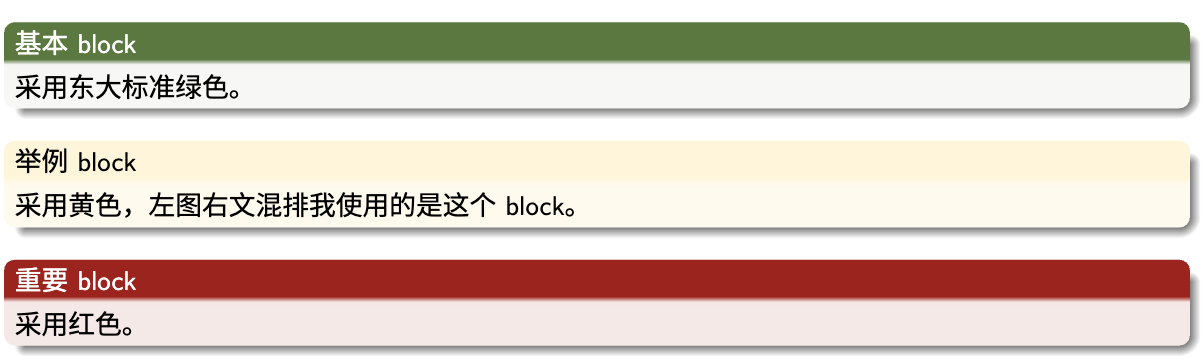 基本 block
采用东大标准绿色。
举例 block
采用黄色，左图右文混排我使用的是这个 block。
重要 block
采用红色。